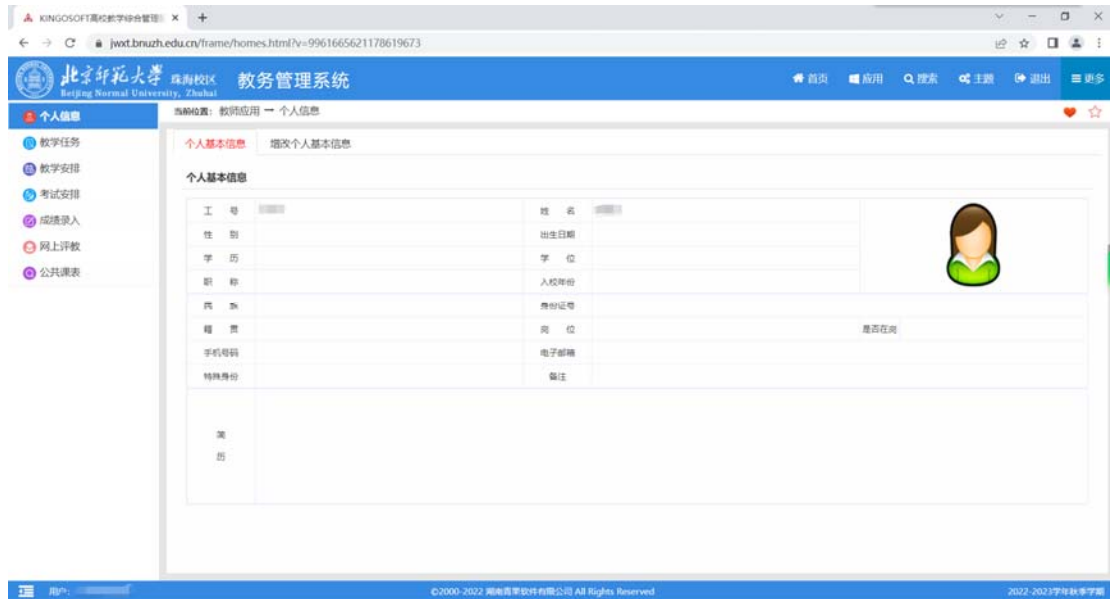 KINGOSOFT高校教学综合管理
jwxt.bnuzh.edu.cn/frame/homes.html?v=9961665621178619673
北京师范大学 珠海校区 教务管理系统
Beijing Normal University, Zhuhai
首页 应用 搜索 主题 退出 更多
个人信息
教学任务
教学安排
考试安排
成绩录入
网上评教
公共课表
当前位置: 教师应用 → 个人信息
个人基本信息 增改个人基本信息
个人基本信息
工 号 姓 名
性 别 出生日期
学 历 学 位
职 称 入校年份
民 族 身份证号
籍 贯 岗 位 是否在岗
手机号码 电子邮箱
特殊身份 备注
简
历
用户:
©2000-2022 湖南青果软件有限公司 All Rights Reserved
2022-2023学年秋季学期